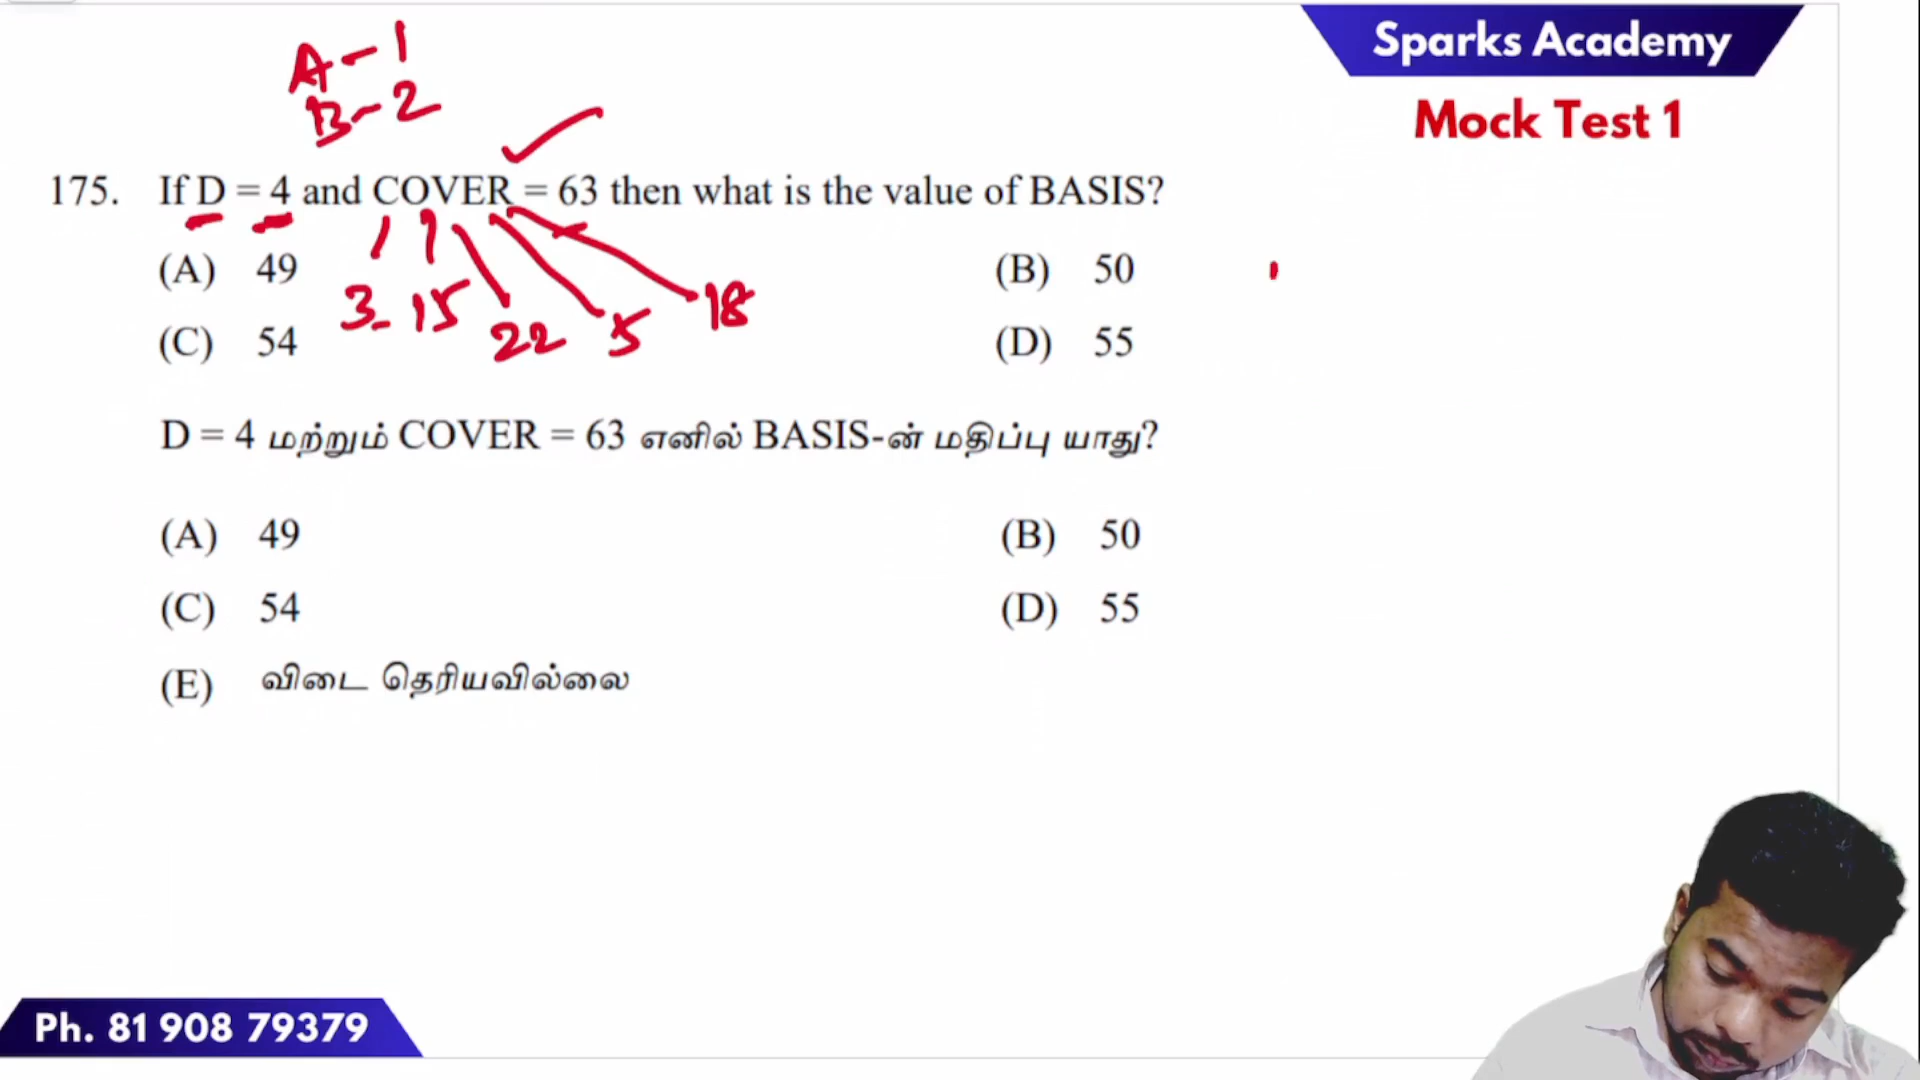 Sparks Academy
Mock Test 1
A - 1
B - 2
175. If D = 4 and COVER = 63 then what is the value of BASIS?
(A) 49
(B) 50
3 - 15 22 5 18
(C) 54
(D) 55
D = 4 மற்றும் COVER = 63 எனில் BASIS-ன் மதிப்பு யாது?
(A) 49
(B) 50
(C) 54
(D) 55
(E) விடை தெரியவில்லை
Ph. 81 908 79379